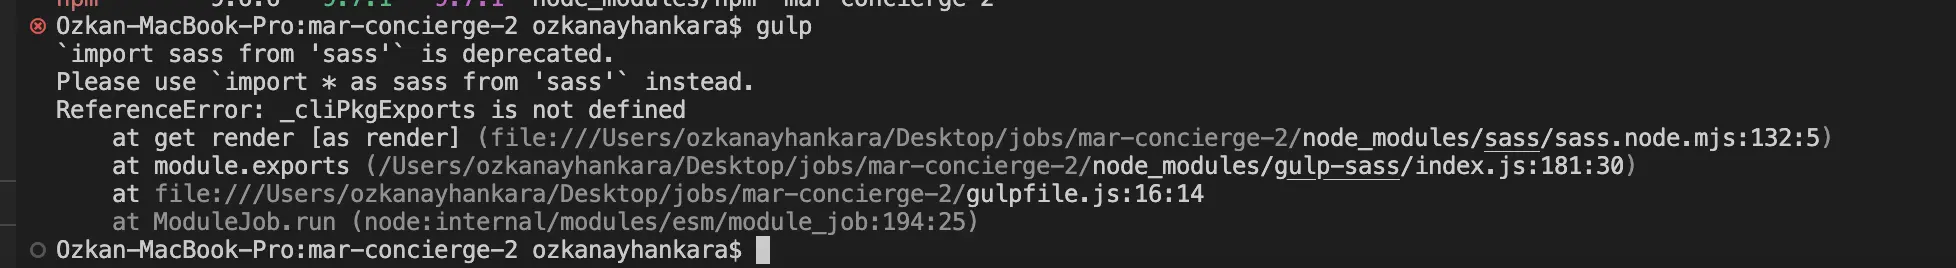 npm 9.6.6 9.7.1 9.7.1 node_modules/npm mar-concierge-2
Ozkan-MacBook-Pro:mar-concierge-2 ozkanayhankara$ gulp
`import sass from 'sass'` is deprecated.
Please use `import * as sass from 'sass'` instead.
ReferenceError: _cliPkgExports is not defined
    at get render [as render] (file:///Users/ozkanayhankara/Desktop/jobs/mar-concierge-2/node_modules/sass/sass.node.mjs:132:5)
    at module.exports (/Users/ozkanayhankara/Desktop/jobs/mar-concierge-2/node_modules/gulp-sass/index.js:181:30)
    at file:///Users/ozkanayhankara/Desktop/jobs/mar-concierge-2/gulpfile.js:16:14
    at ModuleJob.run (node:internal/modules/esm/module_job:194:25)
Ozkan-MacBook-Pro:mar-concierge-2 ozkanayhankara$